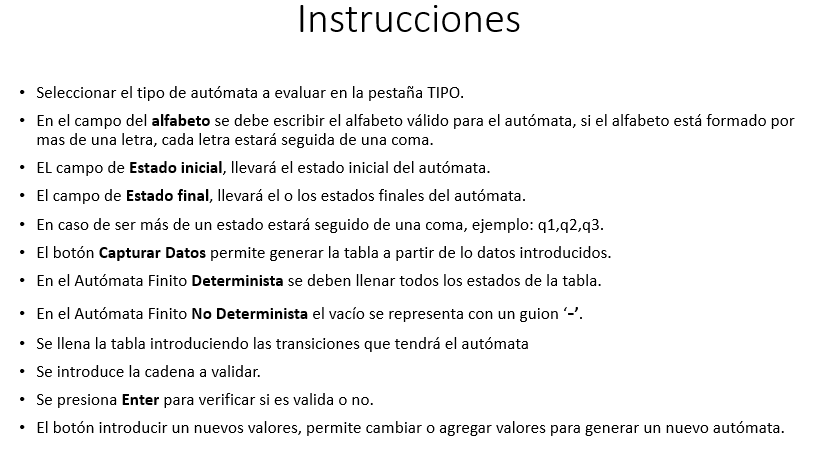 Instrucciones
• Seleccionar el tipo de autómata a evaluar en la pestaña TIPO.
• En el campo del alfabeto se debe escribir el alfabeto válido para el autómata, si el alfabeto está formado por
mas de una letra, cada letra estará seguida de una coma.
• EL campo de Estado inicial, llevará el estado inicial del autómata.
• El campo de Estado final, llevará el o los estados finales del autómata.
• En caso de ser más de un estado estará seguido de una coma, ejemplo: q1,q2,q3.
• El botón Capturar Datos permite generar la tabla a partir de lo datos introducidos.
• En el Autómata Finito Determinista se deben llenar todos los estados de la tabla.
• En el Autómata Finito No Determinista el vacío se representa con un guion ‘-’.
• Se llena la tabla introduciendo las transiciones que tendrá el autómata
• Se introduce la cadena a validar.
• Se presiona Enter para verificar si es valida o no.
• El botón introducir un nuevos valores, permite cambiar o agregar valores para generar un nuevo autómata.